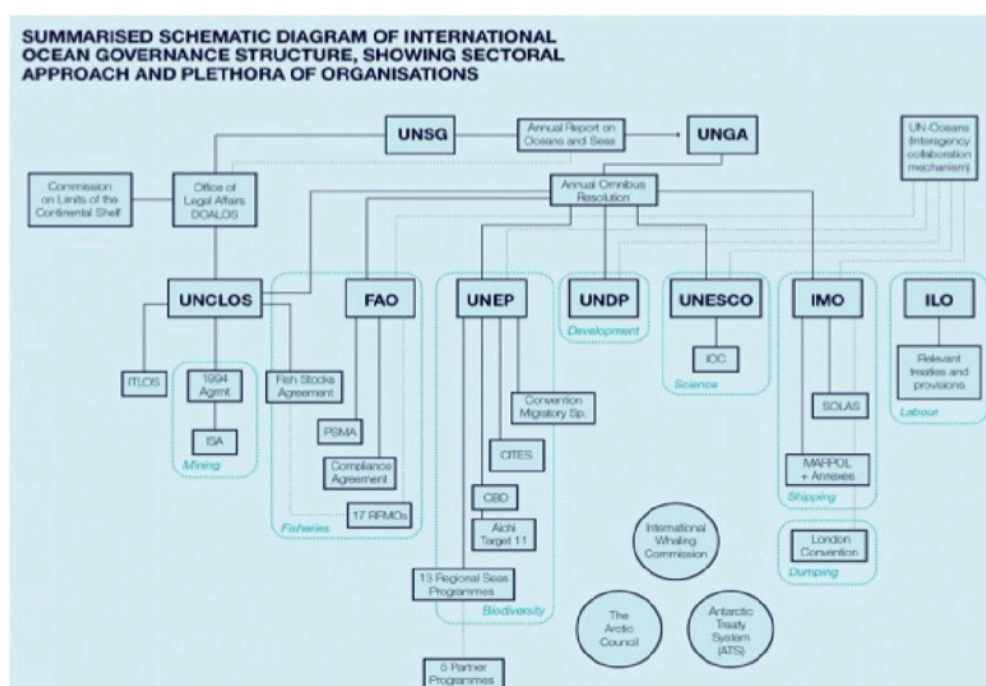 SUMMARISED SCHEMATIC DIAGRAM OF INTERNATIONAL
OCEAN GOVERNANCE STRUCTURE, SHOWING SECTORAL
APPROACH AND PLETHORA OF ORGANISATIONS
UNSG
Annual Report on
Oceans and Seas
UNGA
UN-Oceans
(Interagency
collaboration
mechanism)
Commission
on Limits of the
Continental Shelf
Office of
Legal Affairs
DOALOS
Annual Omnibus
Resolution
UNCLOS
FAO
UNEP
UNDP
UNESCO
IMO
ILO
Development
ITLOS
1994
Agrmt
ISA
Mining
Fish Stocks
Agreement
PSMA
Compliance
Agreement
17 RFMOs
Fisheries
Convention
Migratory Sp.
CITES
CBD
Aichi
Target 11
13 Regional Seas
Programmes
Biodiversity
5 Partner
Programmes
IOC
Science
SOLAS
MARPOL
+ Annexes
Shipping
London
Convention
Dumping
Relevant
treaties and
provisions
Labour
International
Whaling
Commission
The
Arctic
Council
Antarctic
Treaty
System
(ATS)